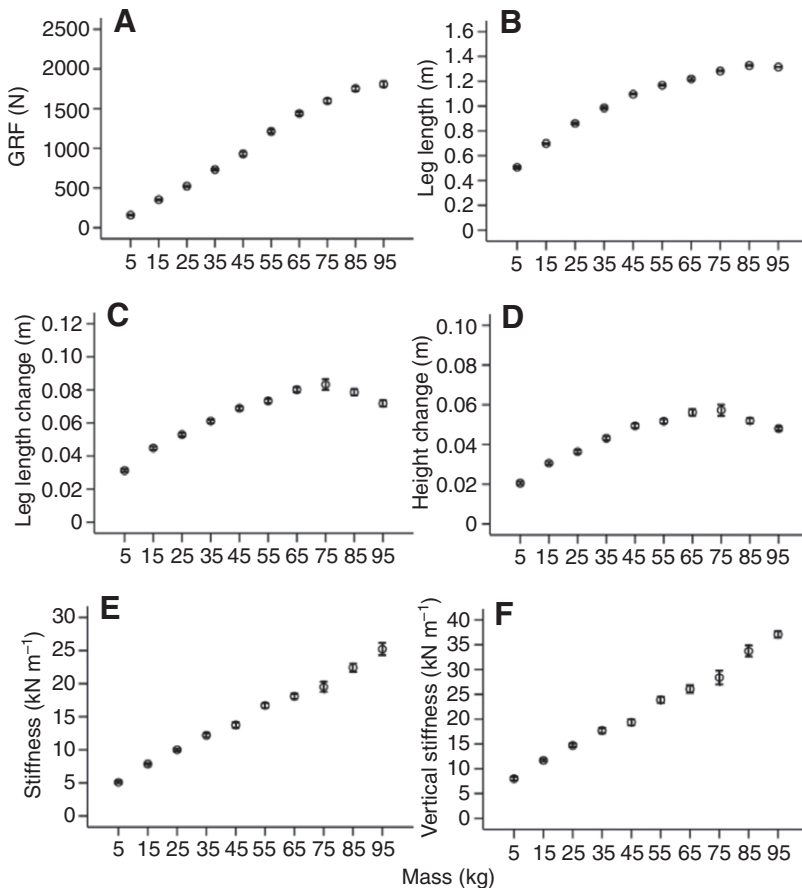 A
GRF (N)
2500
2000
1500
1000
500
0
5 15 25 35 45 55 65 75 85 95
B
Leg length (m)
1.6
1.4
1.2
1.0
0.8
0.6
0.4
0.2
0
5 15 25 35 45 55 65 75 85 95
C
Leg length change (m)
0.12
0.10
0.08
0.06
0.04
0.02
0
5 15 25 35 45 55 65 75 85 95
D
Height change (m)
0.10
0.08
0.06
0.04
0.02
0
5 15 25 35 45 55 65 75 85 95
E
Stiffness (kN m⁻¹)
30
25
20
15
10
5
0
5 15 25 35 45 55 65 75 85 95
F
Vertical stiffness (kN m⁻¹)
40
35
30
25
20
15
10
5
0
5 15 25 35 45 55 65 75 85 95
Mass (kg)